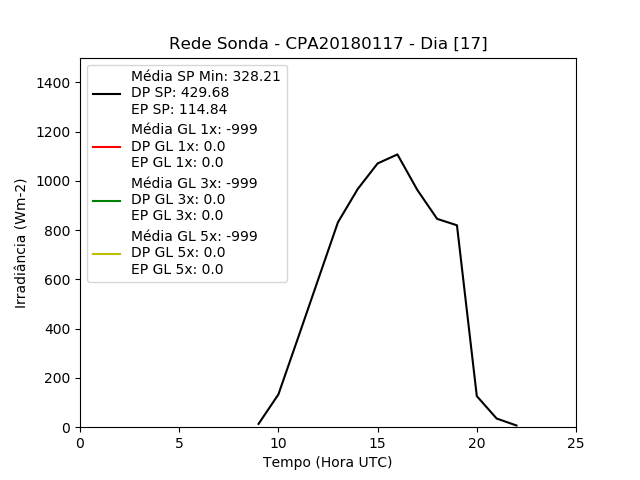 Rede Sonda - CPA20180117 - Dia [17]
Média SP Min: 328.21
DP SP: 429.68
EP SP: 114.84
Média GL 1x: -999
DP GL 1x: 0.0
EP GL 1x: 0.0
Média GL 3x: -999
DP GL 3x: 0.0
EP GL 3x: 0.0
Média GL 5x: -999
DP GL 5x: 0.0
EP GL 5x: 0.0
Irradiância (Wm-2)
1400
1200
1000
800
600
400
200
0
0 5 10 15 20 25
Tempo (Hora UTC)